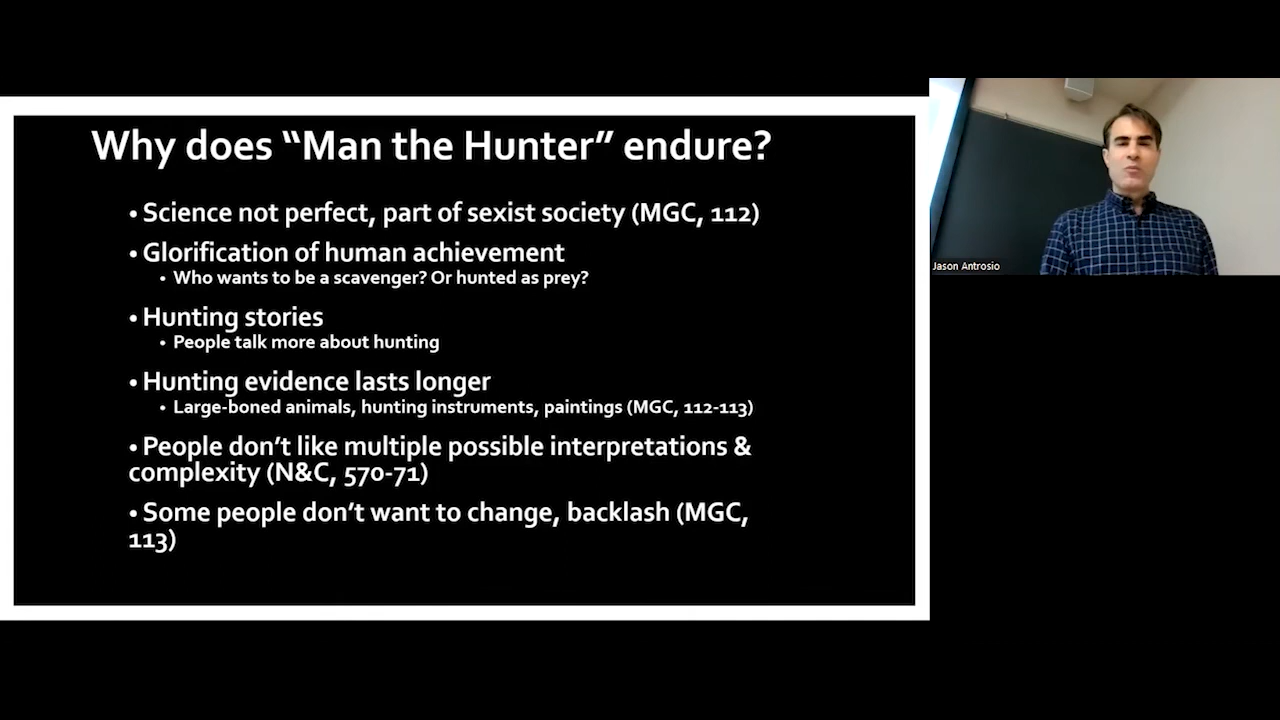 Why does “Man the Hunter” endure?
• Science not perfect, part of sexist society (MGC, 112)
• Glorification of human achievement
• Who wants to be a scavenger? Or hunted as prey?
• Hunting stories
• People talk more about hunting
• Hunting evidence lasts longer
• Large-boned animals, hunting instruments, paintings (MGC, 112-113)
• People don’t like multiple possible interpretations &
complexity (N&C, 570-71)
• Some people don’t want to change, backlash (MGC,
113)
Jason Antrosio